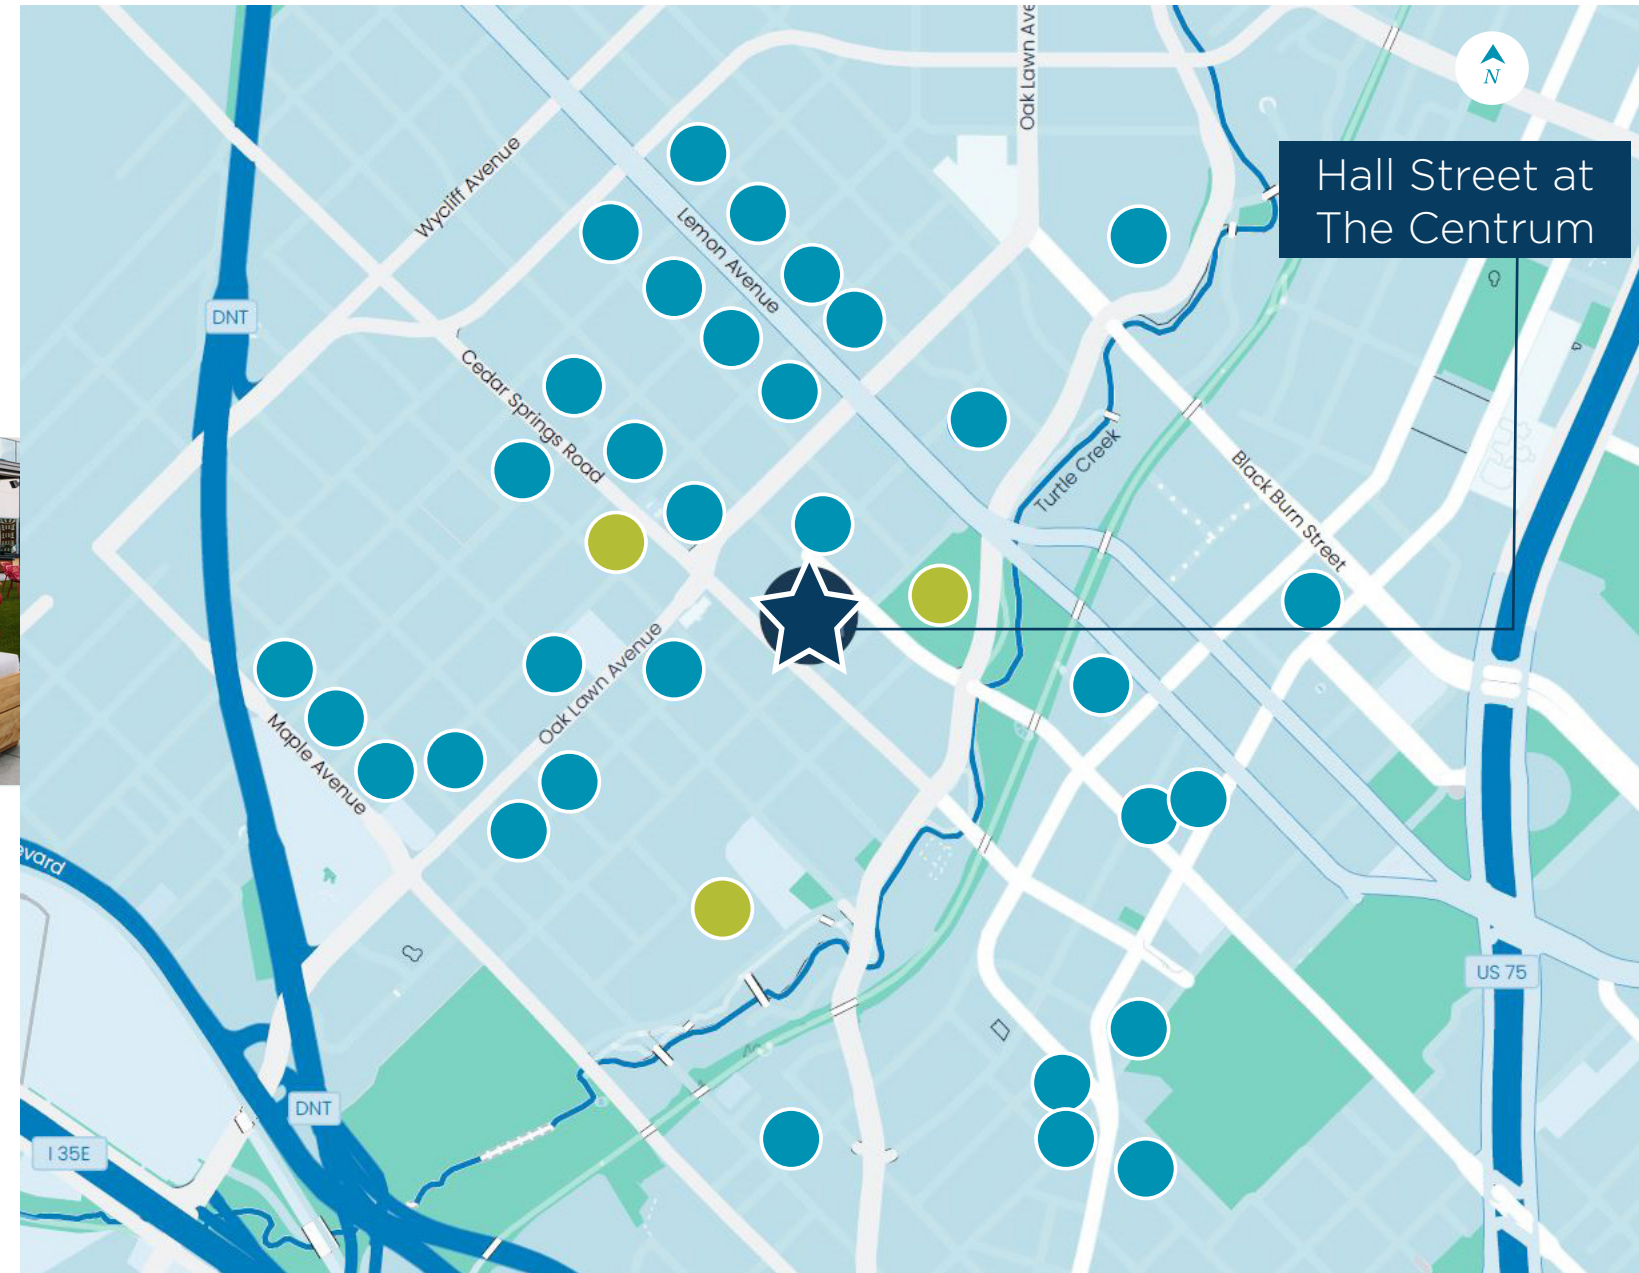 Oak Lawn Ave
N
Hall Street at
The Centrum
Wycliff Avenue
Lemon Avenue
DNT
Cedar Springs Road
Turtle Creek
Black Burn Street
Oak Lawn Avenue
Maple Avenue
evard
US 75
DNT
I 35E